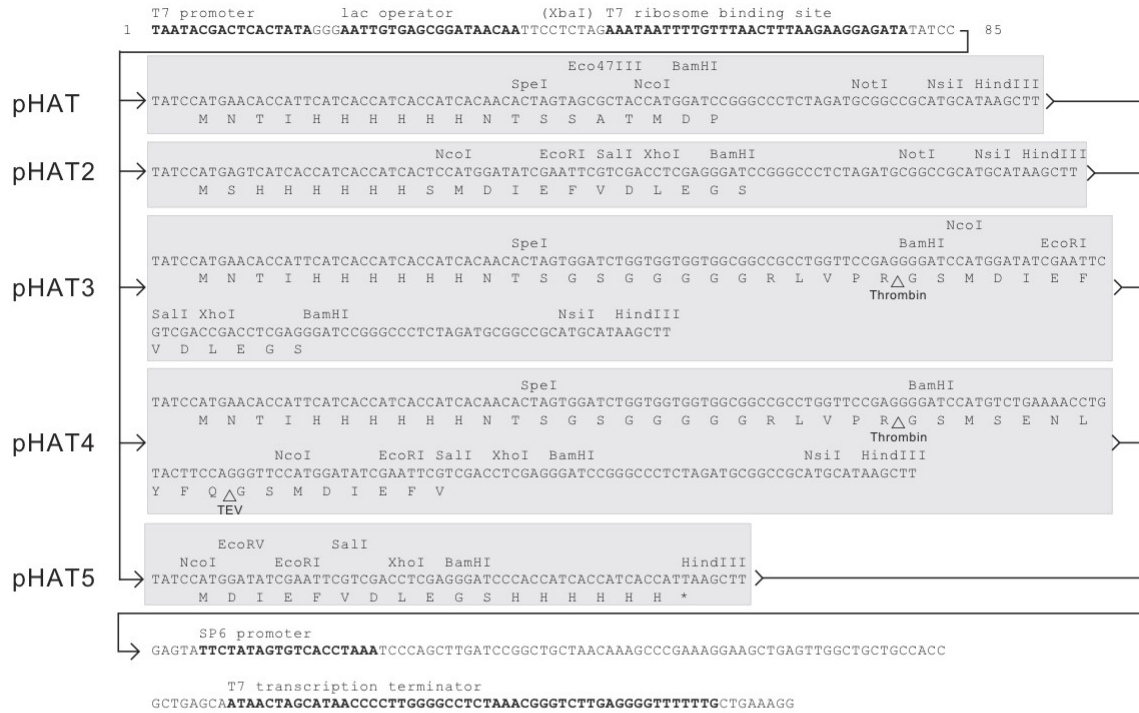 T7 promoter lac operator (XbaI) T7 ribosome binding site
1 TAATACGACTCACTATAGGGAATTGTGAGCGGATAACAATTCCTCTAGAAATAATTTTGTTTAACTTTAAGAAGGAGATATATCC 85
Eco47III BamHI
SpeI NcoI NotI NsiI HindIII
pHAT TATCCATGAACACCATTCATCACCATCACCATCACAACACTAGTAGCGCTACCATGGATCCGGGCCCTCTAGATGCGGCCGCATGCATAAGCTT
M N T I H H H H H H N T S S A T M D P
NcoI EcoRI SalI XhoI BamHI NotI NsiI HindIII
pHAT2 TATCCATGAGTCATCACCATCACCATCACTCCATGGATATCGAATTCGTCGACCTCGAGGGATCCGGGCCCTCTAGATGCGGCCGCATGCATAAGCTT
M S H H H H H H S M D I E F V D L E G S
NcoI
SpeI BamHI EcoRI
TATCCATGAACACCATTCATCACCATCACCATCACAACACTAGTGGATCTGGTGGTGGTGGCGGCCGCCTGGTTCCGAGGGGATCCATGGATATCGAATTC
pHAT3 M N T I H H H H H H N T S G S G G G G G R L V P R G S M D I E F
Thrombin
SalI XhoI BamHI NsiI HindIII
GTCGACCGACCTCGAGGGATCCGGGCCCTCTAGATGCGGCCGCATGCATAAGCTT
V D L E G S
SpeI BamHI
TATCCATGAACACCATTCATCACCATCACCATCACAACACTAGTGGATCTGGTGGTGGTGGCGGCCGCCTGGTTCCGAGGGGATCCATGTCTGAAAACCTG
M N T I H H H H H H N T S G S G G G G G R L V P R G S M S E N L
pHAT4 Thrombin
NcoI EcoRI SalI XhoI BamHI NsiI HindIII
TACTTCCAGGGTTCCATGGATATCGAATTCGTCGACCTCGAGGGATCCGGGCCCTCTAGATGCGGCCGCATGCATAAGCTT
Y F Q G S M D I E F V
TEV
EcoRV SalI
NcoI EcoRI XhoI BamHI HindIII
pHAT5 TATCCATGGATATCGAATTCGTCGACCTCGAGGGATCCCACCATCACCATCACCATTAAGCTT
M D I E F V D L E G S H H H H H H *
SP6 promoter
GAGTATTCTATAGTGTCACCTAAATCCCAGCTTGATCCGGCTGCTAACAAAGCCCGAAAGGAAGCTGAGTTGGCTGCTGCCACC
T7 transcription terminator
GCTGAGCAATAACTAGCATAACCCCTTGGGGCCTCTAAACGGGTCTTGAGGGGTTTTTTGCTGAAAGG